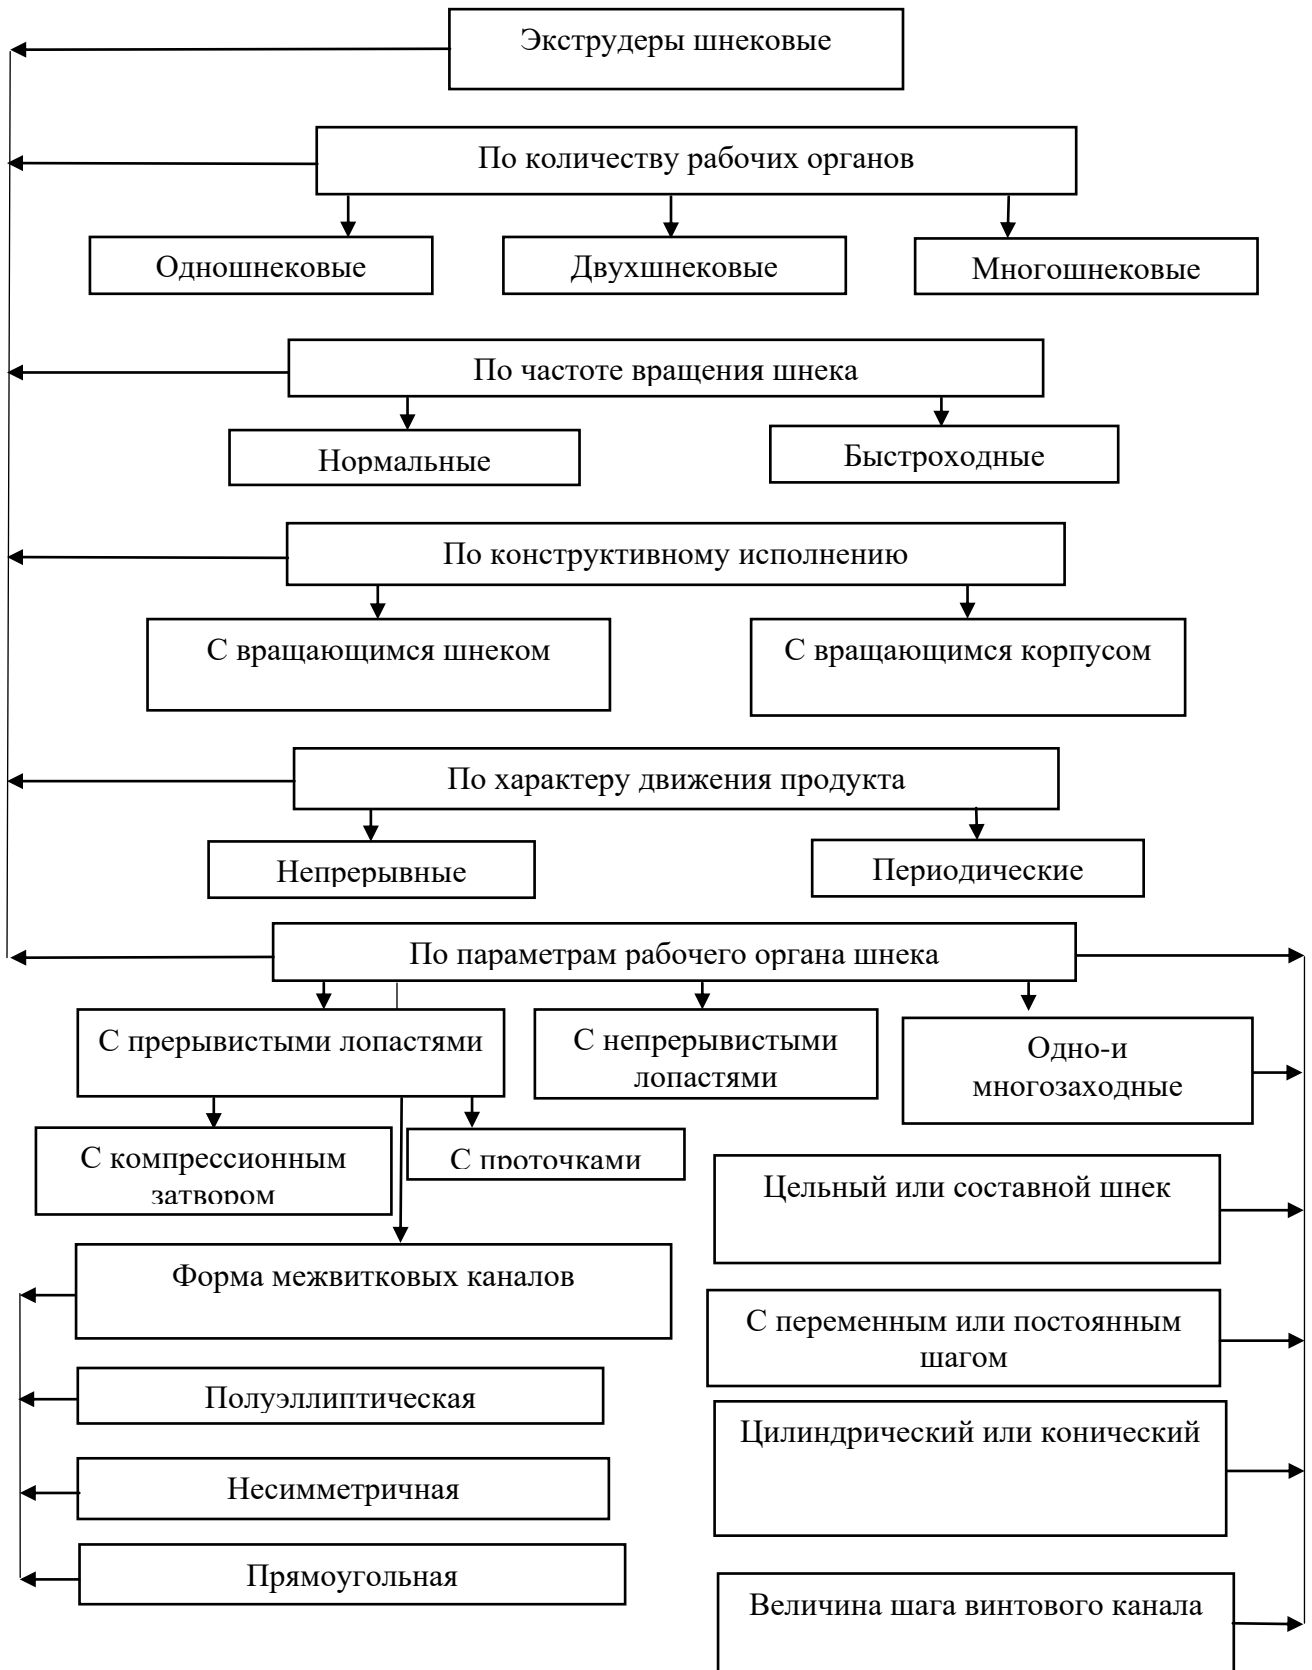 Экструдеры шнековые
По количеству рабочих органов
Одношнековые
Двухшнековые
Многошнековые
По частоте вращения шнека
Нормальные
Быстроходные
По конструктивному исполнению
С вращающимся шнеком
С вращающимся корпусом
По характеру движения продукта
Непрерывные
Периодические
По параметрам рабочего органа шнека
С прерывистыми лопастями
С непрерывистыми
лопастями
Одно-и
многозаходные
С компрессионным
затвором
С проточками
Цельный или составной шнек
Форма межвитковых каналов
С переменным или постоянным
шагом
Полуэллиптическая
Цилиндрический или конический
Несимметричная
Прямоугольная
Величина шага винтового канала